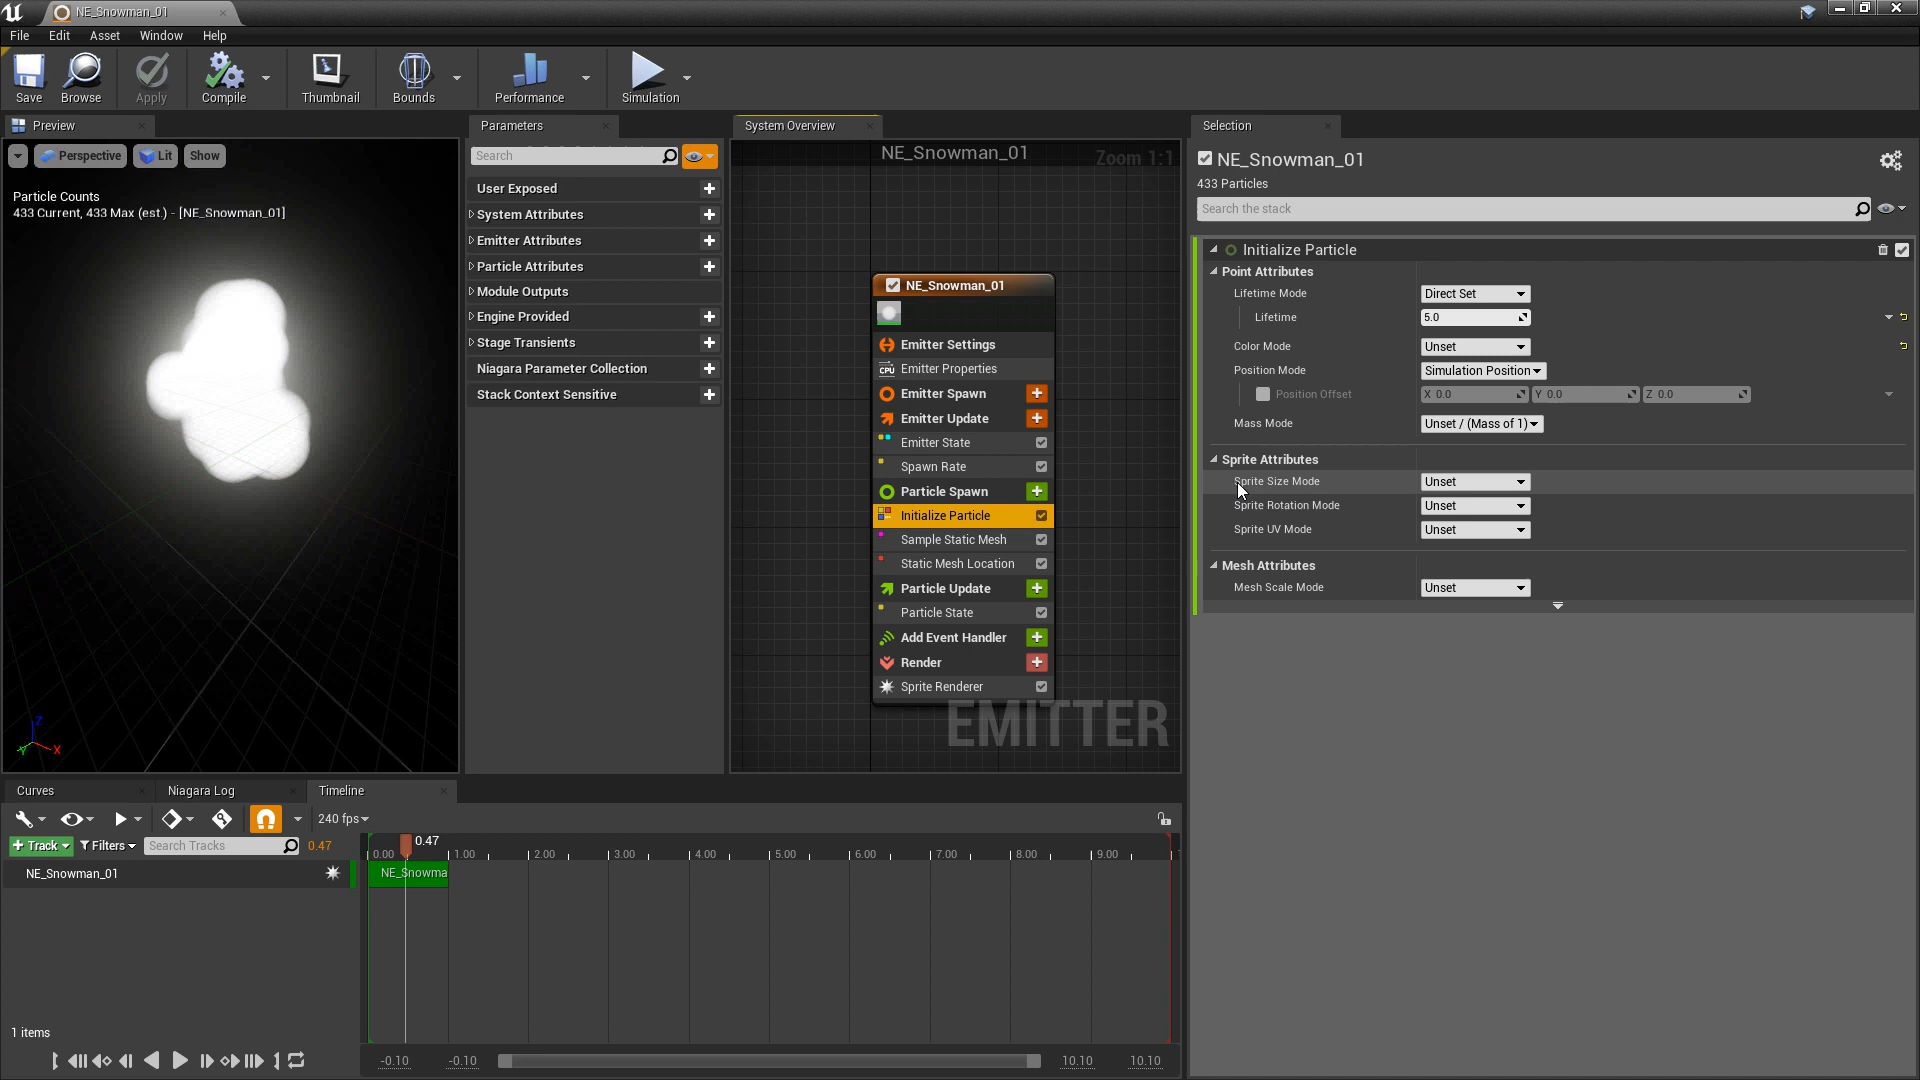 NE_Snowman_01
File Edit Asset Window Help
Save Browse Apply Compile Thumbnail Bounds Performance Simulation
Preview
Perspective Lit Show
Particle Counts
433 Current, 433 Max (est.) - [NE_Snowman_01]
Z
Y
X
Parameters
Search
User Exposed
System Attributes
Emitter Attributes
Particle Attributes
Module Outputs
Engine Provided
Stage Transients
Niagara Parameter Collection
Stack Context Sensitive
System Overview
NE_Snowman_01
Zoom 1:1
NE_Snowman_01
Emitter Settings
CPU Emitter Properties
Emitter Spawn
Emitter Update
Emitter State
Spawn Rate
Particle Spawn
Initialize Particle
Sample Static Mesh
Static Mesh Location
Particle Update
Particle State
Add Event Handler
Render
Sprite Renderer
EMITTER
Selection
NE_Snowman_01
433 Particles
Search the stack
Initialize Particle
Point Attributes
Lifetime Mode Direct Set
Lifetime 5.0
Color Mode Unset
Position Mode Simulation Position
Position Offset X 0.0 Y 0.0 Z 0.0
Mass Mode Unset / (Mass of 1)
Sprite Attributes
Sprite Size Mode Unset
Sprite Rotation Mode Unset
Sprite UV Mode Unset
Mesh Attributes
Mesh Scale Mode Unset
Curves Niagara Log Timeline
240 fps
Track Filters Search Tracks 0.47
0.47
0.00 1.00 2.00 3.00 4.00 5.00 6.00 7.00 8.00 9.00
NE_Snowman_01
NE_Snowma
1 items
-0.10 -0.10 10.10 10.10